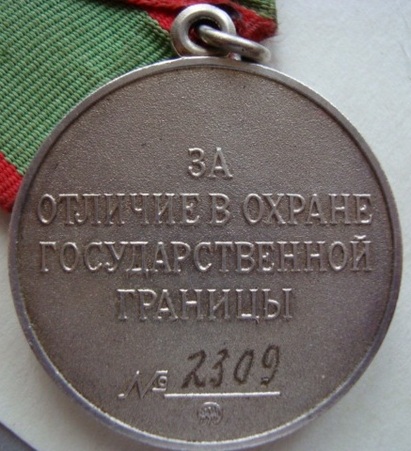 ЗА
ОТЛИЧИЕ В ОХРАНЕ
ГОСУДАРСТВЕННОЙ
ГРАНИЦЫ
№ 2309